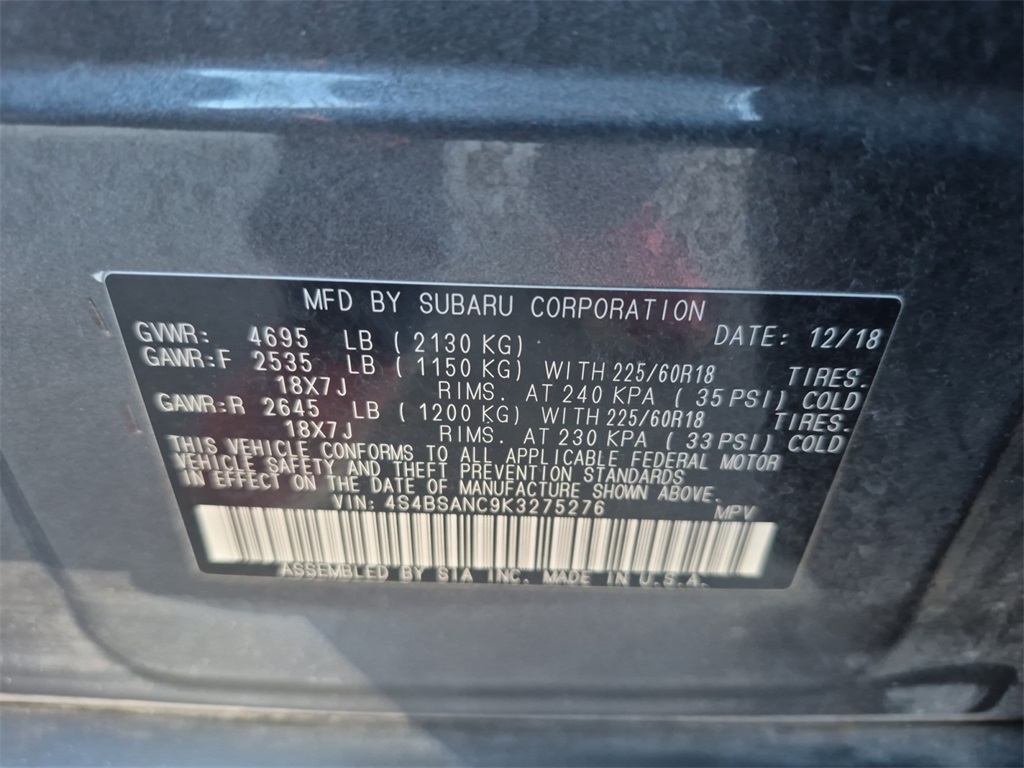 MFD BY SUBARU CORPORATION
GVWR: 4695 LB ( 2130 KG) DATE: 12/18
GAWR:F 2535 LB ( 1150 KG) WITH 225/60R18 TIRES.
18X7J RIMS. AT 240 KPA ( 35 PSI) COLD
GAWR:R 2645 LB ( 1200 KG) WITH 225/60R18 TIRES.
18X7J RIMS. AT 230 KPA ( 33 PSI) COLD
THIS VEHICLE CONFORMS TO ALL APPLICABLE FEDERAL MOTOR
VEHICLE SAFETY AND THEFT PREVENTION STANDARDS
IN EFFECT ON THE DATE OF MANUFACTURE SHOWN ABOVE.
VIN: 4S4BSANC9K3275276 MPV
ASSEMBLED BY SIA INC. MADE IN U.S.A.